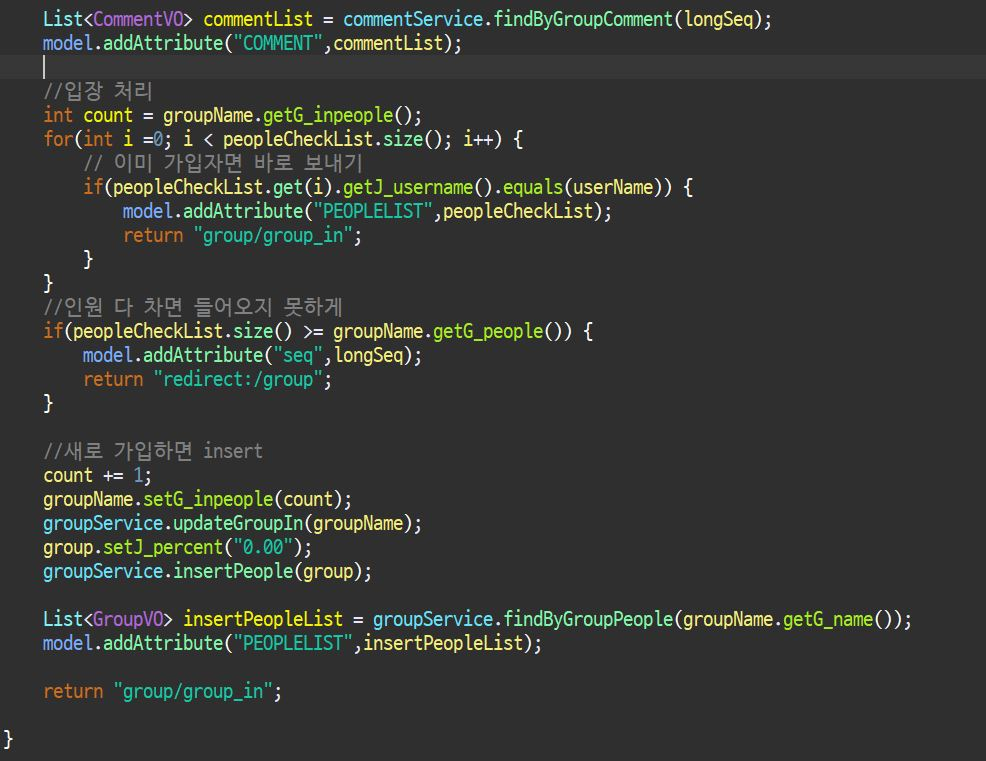 List<CommentVO> commentList = commentService.findByGroupComment(longSeq);
model.addAttribute("COMMENT",commentList);
//입장 처리
int count = groupName.getG_inpeople();
for(int i =0; i < peopleCheckList.size(); i++) {
// 이미 가입자면 바로 보내기
if(peopleCheckList.get(i).getJ_username().equals(userName)) {
model.addAttribute("PEOPLELIST",peopleCheckList);
return "group/group_in";
}
}
//인원 다 차면 들어오지 못하게
if(peopleCheckList.size() >= groupName.getG_people()) {
model.addAttribute("seq",longSeq);
return "redirect:/group";
}
//새로 가입하면 insert
count += 1;
groupName.setG_inpeople(count);
groupService.updateGroupIn(groupName);
group.setJ_percent("0.00");
groupService.insertPeople(group);
List<GroupVO> insertPeopleList = groupService.findByGroupPeople(groupName.getG_name());
model.addAttribute("PEOPLELIST",insertPeopleList);
return "group/group_in";
}